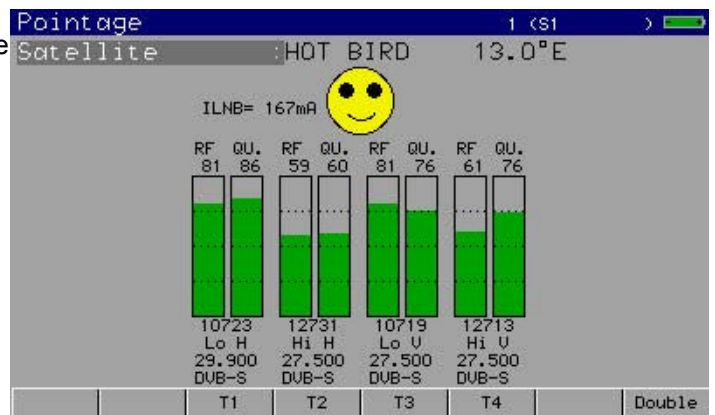 Pointage 1 (S1 )
e
Satellite :HOT BIRD 13.0°E
ILNB= 167mA
RF QU. RF QU. RF QU. RF QU.
81 86 59 60 81 76 61 76
10723 12731 10719 12713
Lo H Hi H Lo V Hi V
29.900 27.500 27.500 27.500
DVB-S DVB-S DVB-S DVB-S
T1 T2 T3 T4 Double